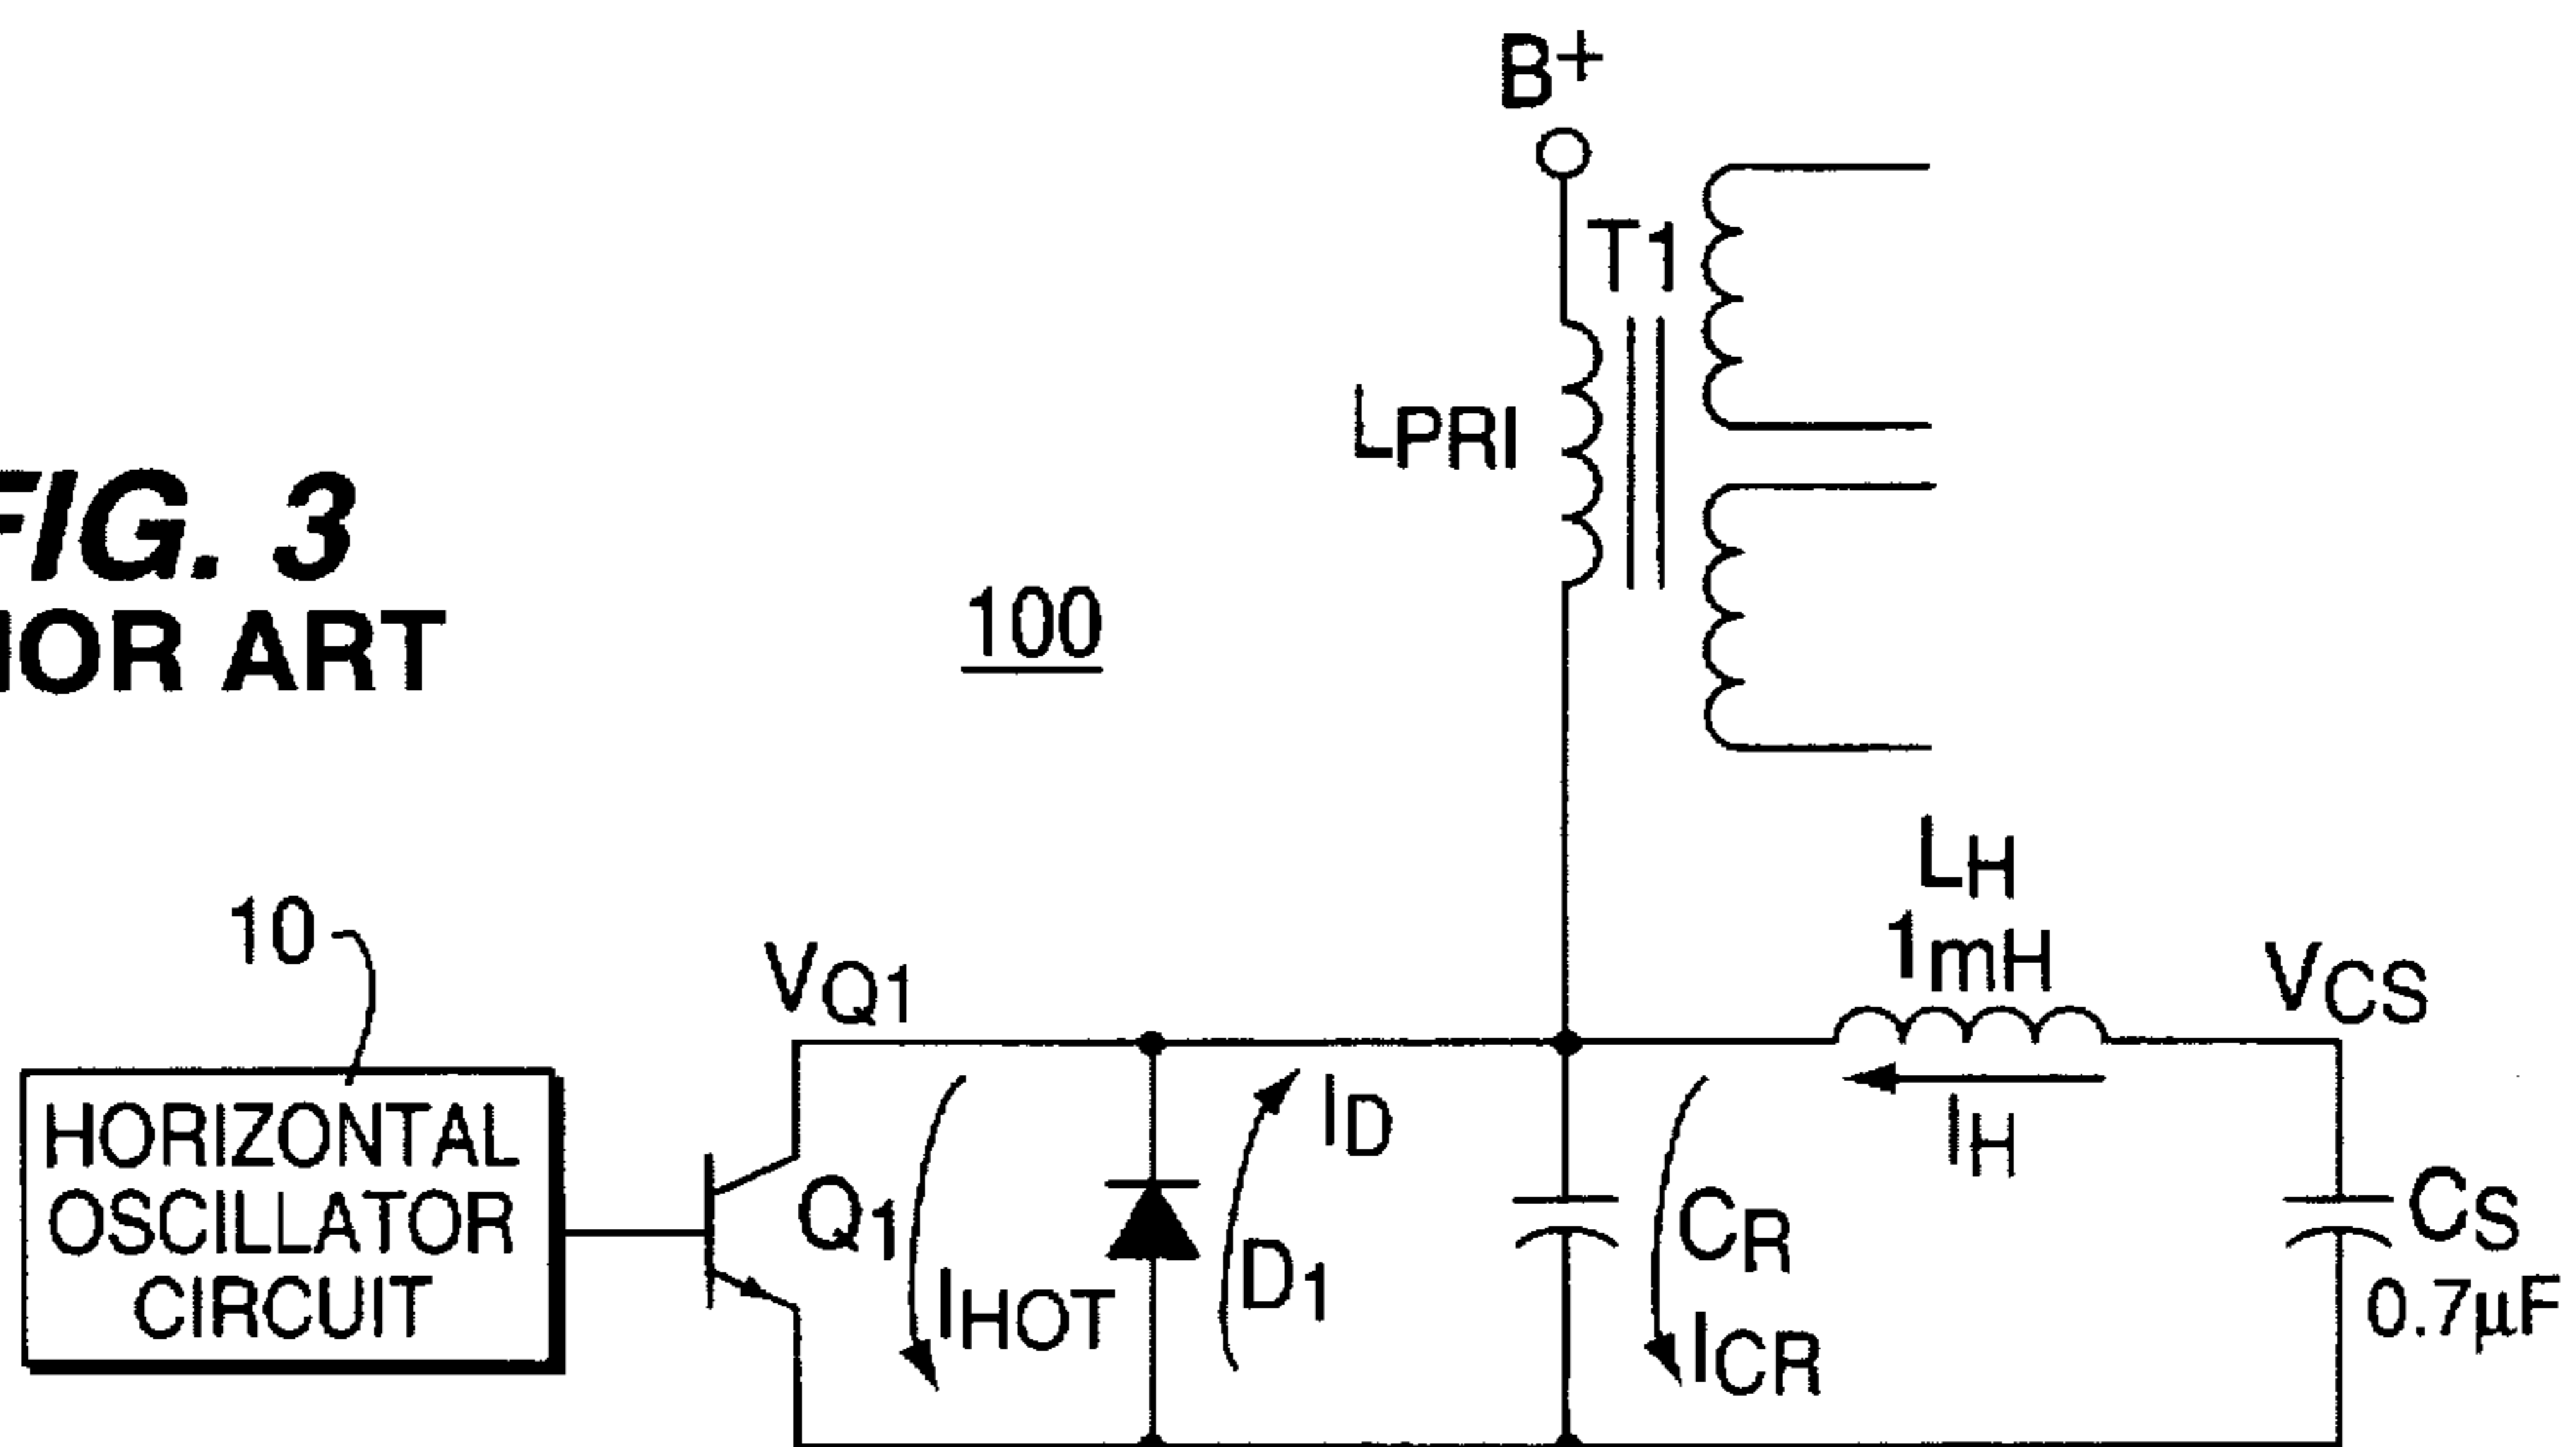 B+
T1
LPRI
FIG. 3
IOR ART
100
LH
1mH
10
VQ1
VCS
IH
ID
HORIZONTAL
OSCILLATOR
CIRCUIT
Q1
IHOT
D1
CR
ICR
CS
0.7μF